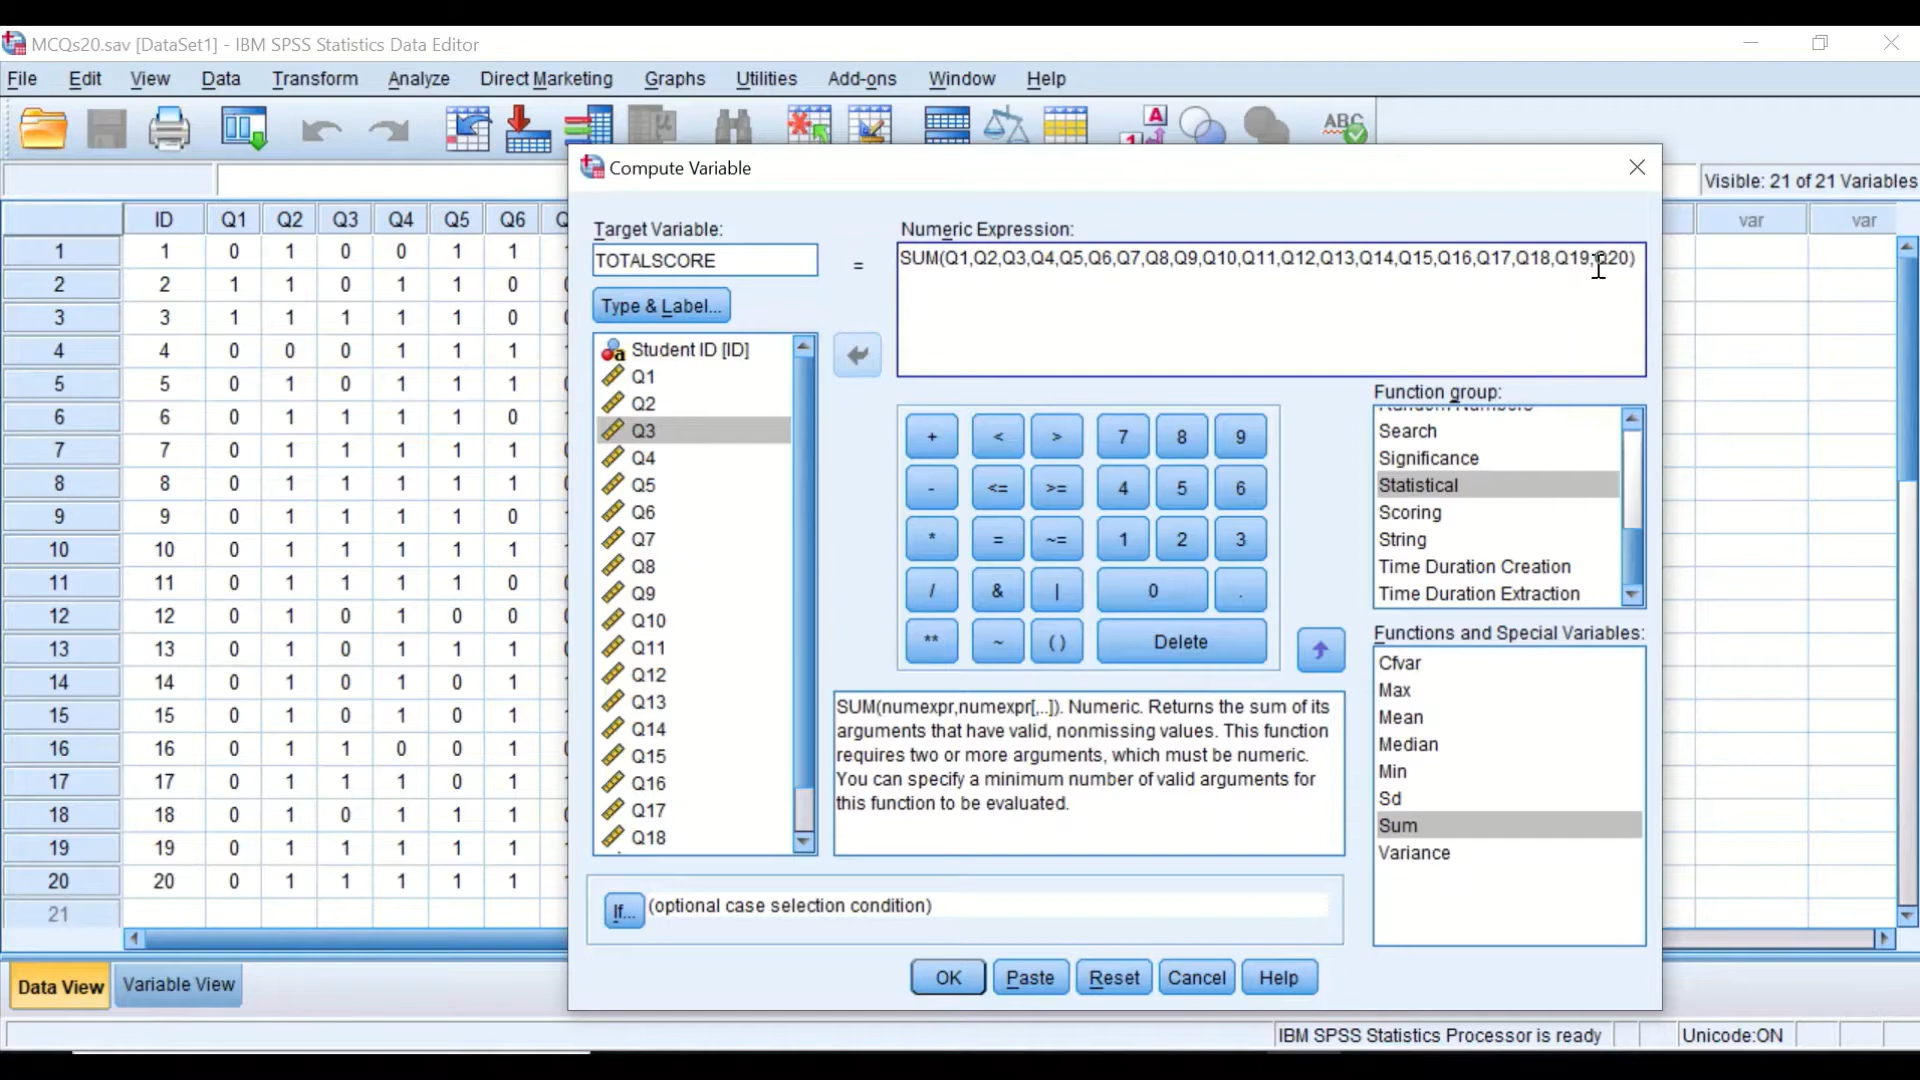 MCQs20.sav [DataSet1] - IBM SPSS Statistics Data Editor
File Edit View Data Transform Analyze Direct Marketing Graphs Utilities Add-ons Window Help
A
1
ABC
Compute Variable
Visible: 21 of 21 Variables
ID Q1 Q2 Q3 Q4 Q5 Q6 var var
1 1 0 1 0 0 1 1
2 2 1 1 0 1 1 0
3 3 1 1 1 1 1 0
4 4 0 0 0 1 1 1
5 5 0 1 0 1 1 1
6 6 0 1 1 1 1 0
7 7 0 1 1 1 1 1
8 8 0 1 1 1 1 1
9 9 0 1 1 1 1 0
10 10 0 1 1 1 1 1
11 11 0 1 1 1 1 0
12 12 0 1 0 1 0 0
13 13 0 1 0 1 1 1
14 14 0 1 0 1 0 1
15 15 0 1 0 1 1 1
16 16 0 1 1 0 0 1
17 17 0 1 1 1 0 1
18 18 0 1 0 1 1 1
19 19 0 1 1 1 1 1
20 20 0 1 1 1 1 1
21
Target Variable:
TOTALSCORE
=
Numeric Expression:
SUM(Q1,Q2,Q3,Q4,Q5,Q6,Q7,Q8,Q9,Q10,Q11,Q12,Q13,Q14,Q15,Q16,Q17,Q18,Q19,Q20)
Type & Label...
Student ID [ID]
Q1
Q2
Q3
Q4
Q5
Q6
Q7
Q8
Q9
Q10
Q11
Q12
Q13
Q14
Q15
Q16
Q17
Q18
+ < > 7 8 9
- <= >= 4 5 6
* = ~= 1 2 3
/ & | 0 .
** ~ ( ) Delete
Function group:
Random Numbers
Search
Significance
Statistical
Scoring
String
Time Duration Creation
Time Duration Extraction
Functions and Special Variables:
Cfvar
Max
Mean
Median
Min
Sd
Sum
Variance
SUM(numexpr,numexpr[,..]). Numeric. Returns the sum of its
arguments that have valid, nonmissing values. This function
requires two or more arguments, which must be numeric.
You can specify a minimum number of valid arguments for
this function to be evaluated.
If... (optional case selection condition)
OK Paste Reset Cancel Help
Data View Variable View
IBM SPSS Statistics Processor is ready Unicode:ON